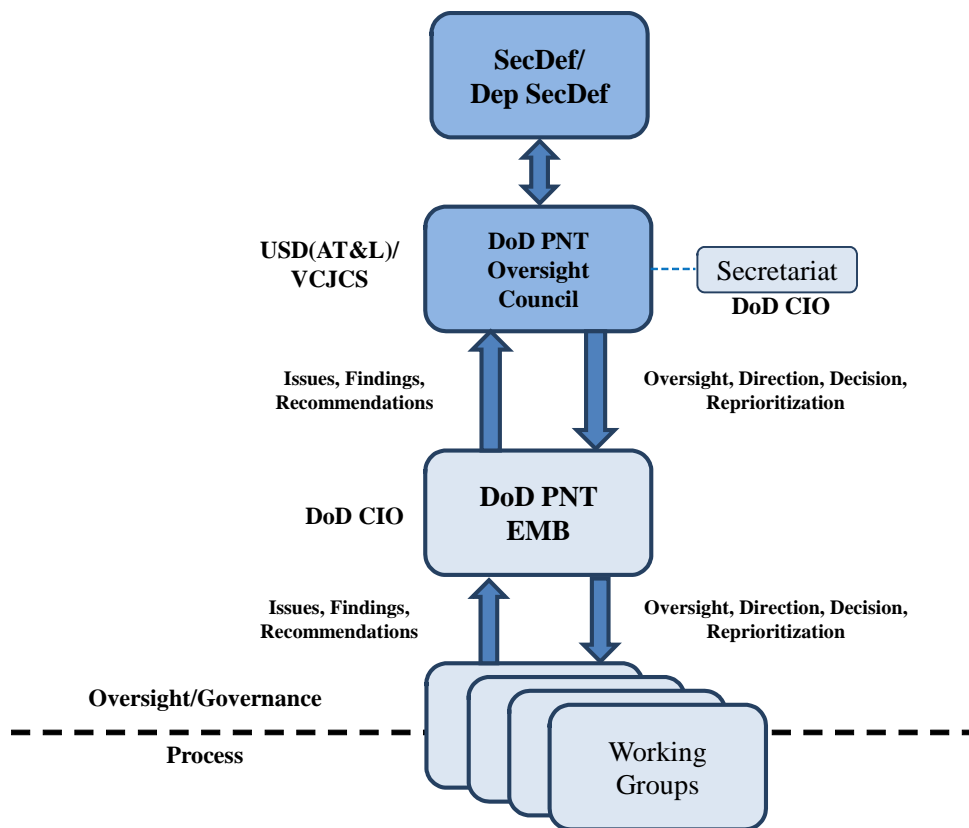 SecDef/
Dep SecDef
USD(AT&L)/
VCJCS
DoD PNT
Oversight
Council
Secretariat
DoD CIO
Issues, Findings,
Recommendations
Oversight, Direction, Decision,
Reprioritization
DoD CIO
DoD PNT
EMB
Issues, Findings,
Recommendations
Oversight, Direction, Decision,
Reprioritization
Oversight/Governance
Process
Working
Groups